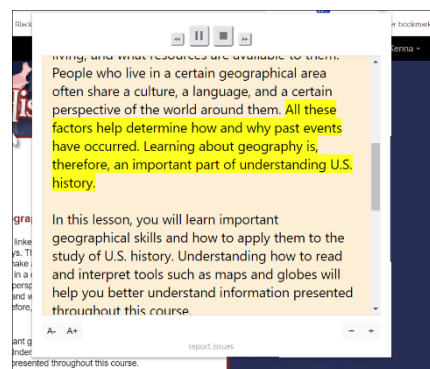 Black
er bookmark
Kenna
His
living, and what resources are available to them.
People who live in a certain geographical area
often share a culture, a language, and a certain
perspective of the world around them. All these
factors help determine how and why past events
have occurred. Learning about geography is,
therefore, an important part of understanding U.S.
history.
In this lesson, you will learn important
geographical skills and how to apply them to the
study of U.S. history. Understanding how to read
and interpret tools such as maps and globes will
help you better understand information presented
throughout this course.
A- A+
- +
report issues
presented throughout this course.